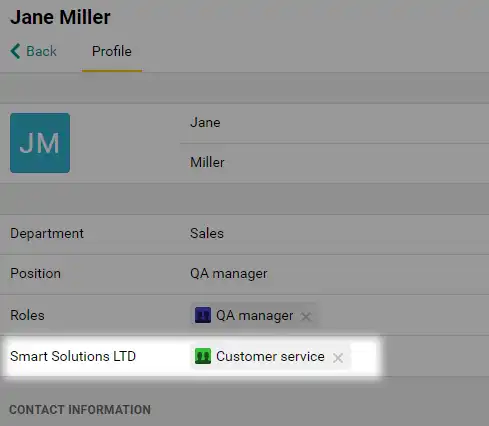 Jane Miller
Back Profile
JM
Jane
Miller
Department Sales
Position QA manager
Roles QA manager
Smart Solutions LTD Customer service
CONTACT INFORMATION